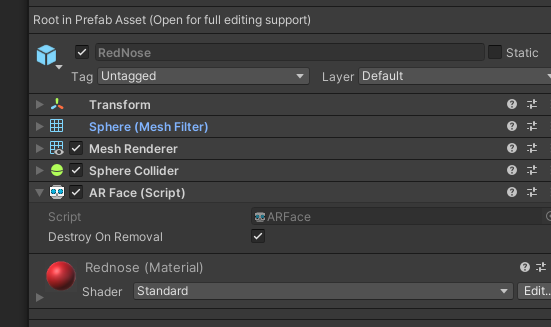 Root in Prefab Asset (Open for full editing support)
RedNose Static
Tag Untagged Layer Default
Transform
Sphere (Mesh Filter)
Mesh Renderer
Sphere Collider
AR Face (Script)
Script ARFace
Destroy On Removal
Rednose (Material)
Shader Standard Edit...